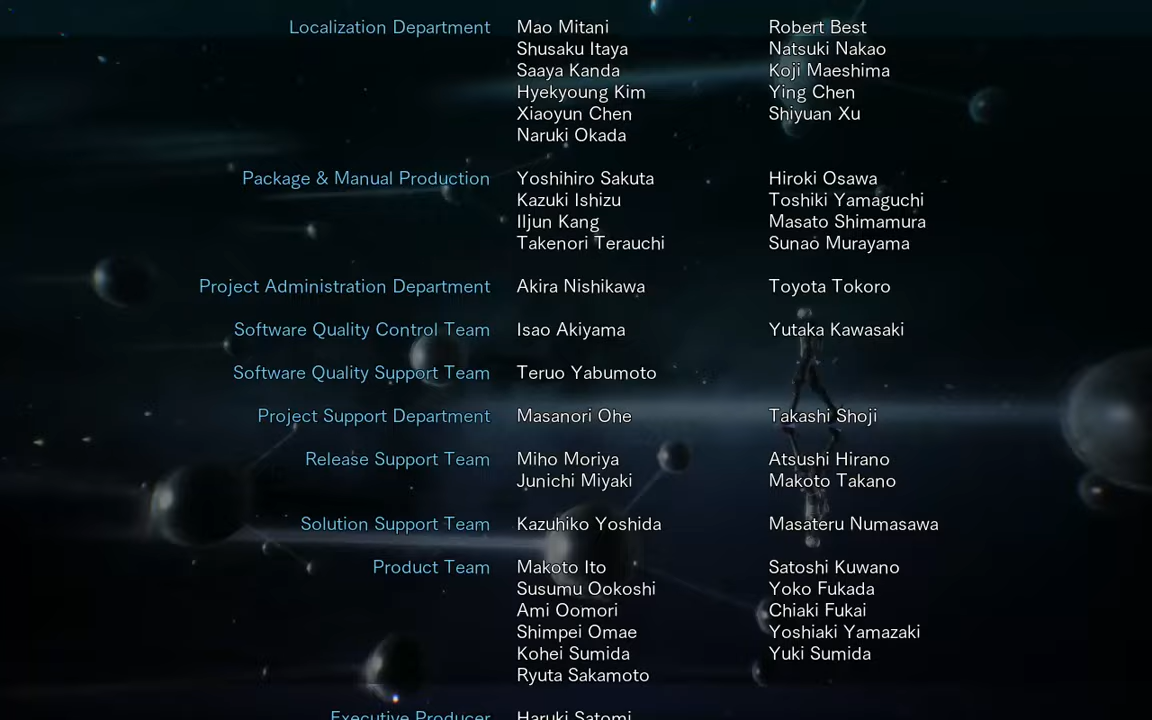 Localization Department Mao Mitani Robert Best
Shusaku Itaya Natsuki Nakao
Saaya Kanda Koji Maeshima
Hyekyoung Kim Ying Chen
Xiaoyun Chen Shiyuan Xu
Naruki Okada
Package & Manual Production Yoshihiro Sakuta Hiroki Osawa
Kazuki Ishizu Toshiki Yamaguchi
Iljun Kang Masato Shimamura
Takenori Terauchi Sunao Murayama
Project Administration Department Akira Nishikawa Toyota Tokoro
Software Quality Control Team Isao Akiyama Yutaka Kawasaki
Software Quality Support Team Teruo Yabumoto
Project Support Department Masanori Ohe Takashi Shoji
Release Support Team Miho Moriya Atsushi Hirano
Junichi Miyaki Makoto Takano
Solution Support Team Kazuhiko Yoshida Masateru Numasawa
Product Team Makoto Ito Satoshi Kuwano
Susumu Ookoshi Yoko Fukada
Ami Oomori Chiaki Fukai
Shimpei Omae Yoshiaki Yamazaki
Kohei Sumida Yuki Sumida
Ryuta Sakamoto
Executive Producer Haruki Satomi